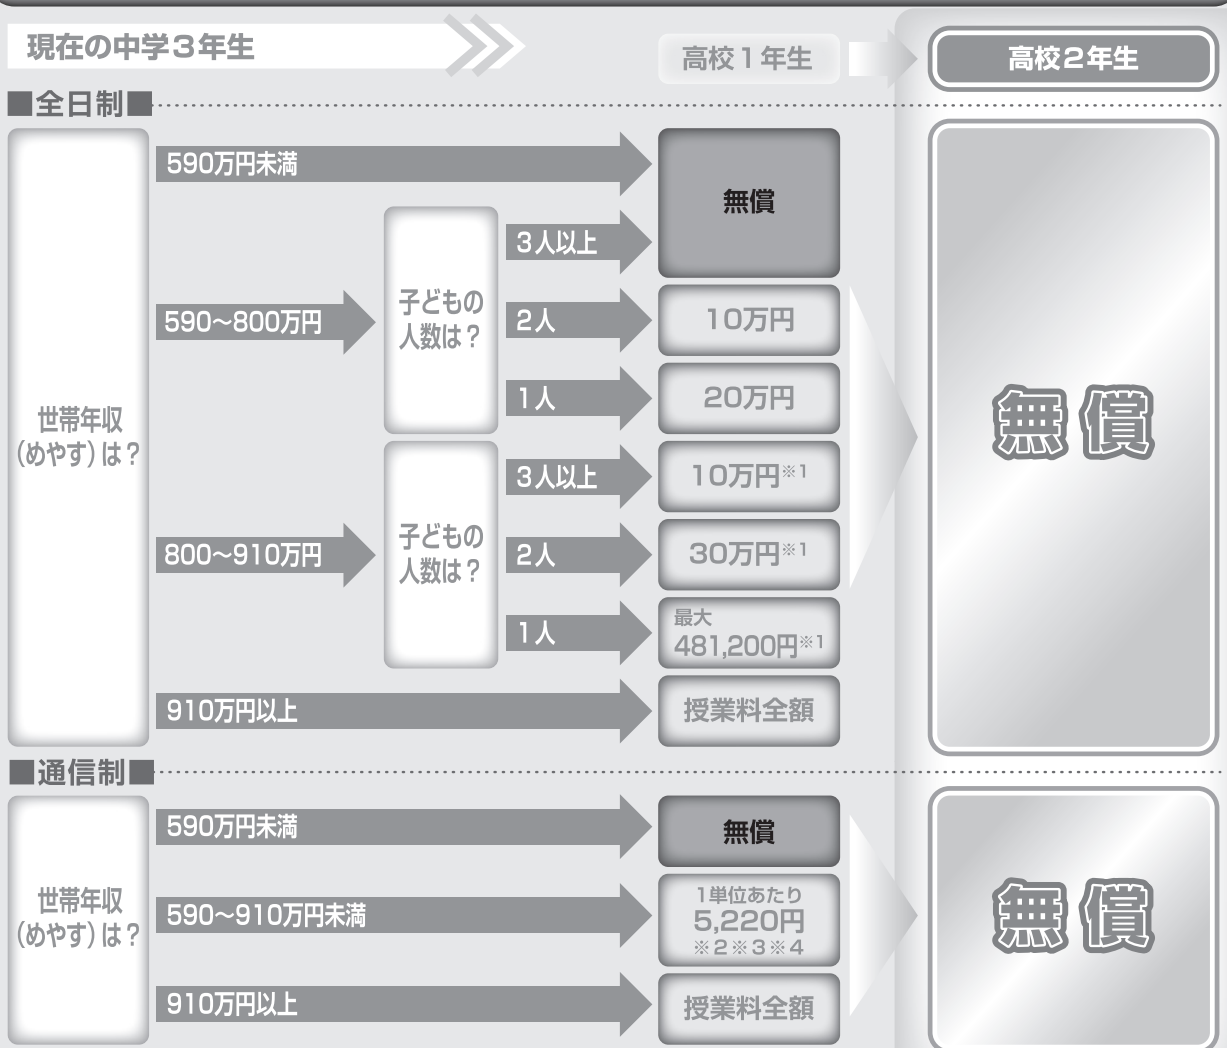 現在の中学3年生
高校1年生
高校2年生
■全日制■
世帯年収
(めやす)は?
590万円未満
無償
590～800万円
子どもの
人数は?
3人以上
2人
10万円
1人
20万円
800～910万円
子どもの
人数は?
3人以上
10万円※1
2人
30万円※1
1人
最大
481,200円※1
910万円以上
授業料全額
無償
■通信制■
世帯年収
(めやす)は?
590万円未満
無償
590～910万円未満
1単位あたり
5,220円
※2※3※4
910万円以上
授業料全額
無償